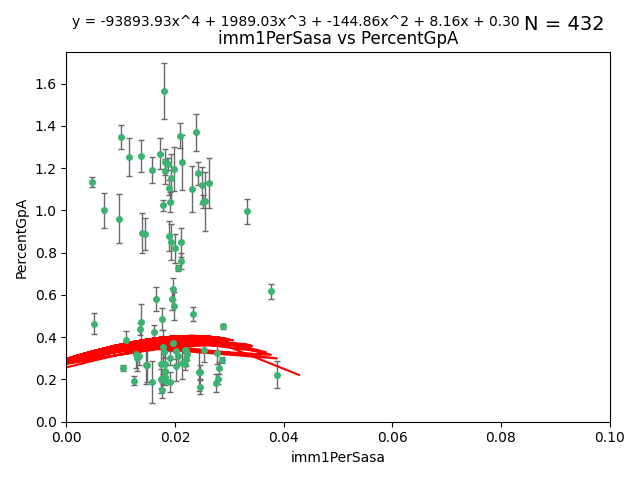 y = -93893.93x^4 + 1989.03x^3 + -144.86x^2 + 8.16x + 0.30 N = 432
imm1PerSasa vs PercentGpA
1.6
1.4
1.2
1.0
0.8
0.6
0.4
0.2
0.0
PercentGpA
0.00 0.02 0.04 0.06 0.08 0.10
imm1PerSasa